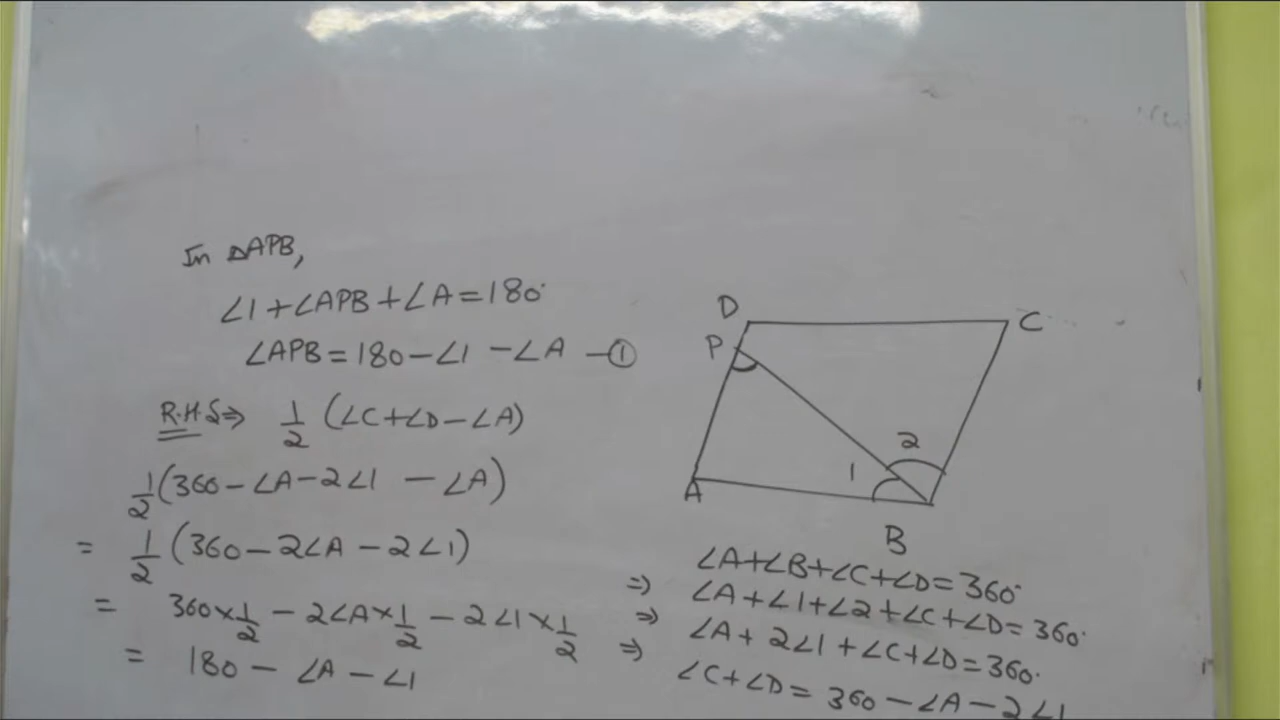 In △APB,
∠1+∠APB+∠A=180°
∠APB=180-∠1-∠A -①
R.H.S⇒ 1/2 (∠C+∠D-∠A)
1/2(360-∠A-2∠1 -∠A)
= 1/2 (360-2∠A-2∠1)
= 360×1/2 - 2∠A×1/2 - 2∠1×1/2
= 180-∠A-∠1
D
C
P
2
1
A
B
∠A+∠B+∠C+∠D=360°
⇒ ∠A+∠1+∠2+∠C+∠D=360°
⇒ ∠A+2∠1+∠C+∠D=360°
⇒ ∠C+∠D=360-∠A-2∠1